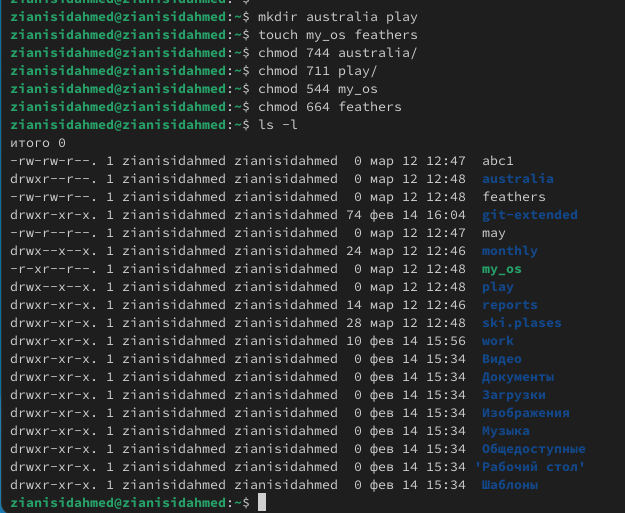 zianisidahmed@zianisidahmed:~$ mkdir australia play
zianisidahmed@zianisidahmed:~$ touch my_os feathers
zianisidahmed@zianisidahmed:~$ chmod 744 australia/
zianisidahmed@zianisidahmed:~$ chmod 711 play/
zianisidahmed@zianisidahmed:~$ chmod 544 my_os
zianisidahmed@zianisidahmed:~$ chmod 664 feathers
zianisidahmed@zianisidahmed:~$ ls -l
итого 0
-rw-rw-r--. 1 zianisidahmed zianisidahmed  0 мар 12 12:47  abc1
drwxr--r--. 1 zianisidahmed zianisidahmed  0 мар 12 12:48  australia
-rw-rw-r--. 1 zianisidahmed zianisidahmed  0 мар 12 12:48  feathers
drwxr-xr-x. 1 zianisidahmed zianisidahmed 74 фев 14 16:04  git-extended
-rw-r--r--. 1 zianisidahmed zianisidahmed  0 мар 12 12:47  may
drwx--x--x. 1 zianisidahmed zianisidahmed 24 мар 12 12:46  monthly
-r-xr--r--. 1 zianisidahmed zianisidahmed  0 мар 12 12:48  my_os
drwx--x--x. 1 zianisidahmed zianisidahmed  0 мар 12 12:48  play
drwxr-xr-x. 1 zianisidahmed zianisidahmed 14 мар 12 12:46  reports
drwxr-xr-x. 1 zianisidahmed zianisidahmed 28 мар 12 12:48  ski.plases
drwxr-xr-x. 1 zianisidahmed zianisidahmed 10 фев 14 15:56  work
drwxr-xr-x. 1 zianisidahmed zianisidahmed  0 фев 14 15:34  Видео
drwxr-xr-x. 1 zianisidahmed zianisidahmed  0 фев 14 15:34  Документы
drwxr-xr-x. 1 zianisidahmed zianisidahmed  0 фев 14 15:34  Загрузки
drwxr-xr-x. 1 zianisidahmed zianisidahmed  0 фев 14 15:34  Изображения
drwxr-xr-x. 1 zianisidahmed zianisidahmed  0 фев 14 15:34  Музыка
drwxr-xr-x. 1 zianisidahmed zianisidahmed  0 фев 14 15:34  Общедоступные
drwxr-xr-x. 1 zianisidahmed zianisidahmed  0 фев 14 15:34 'Рабочий стол'
drwxr-xr-x. 1 zianisidahmed zianisidahmed  0 фев 14 15:34  Шаблоны
zianisidahmed@zianisidahmed:~$